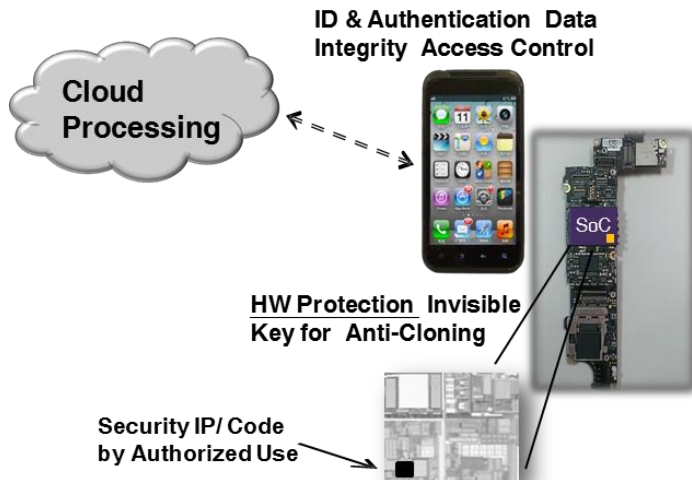 ID & Authentication Data
Integrity Access Control
Cloud
Processing
11
SoC
HW Protection Invisible
Key for Anti-Cloning
Security IP/ Code
by Authorized Use